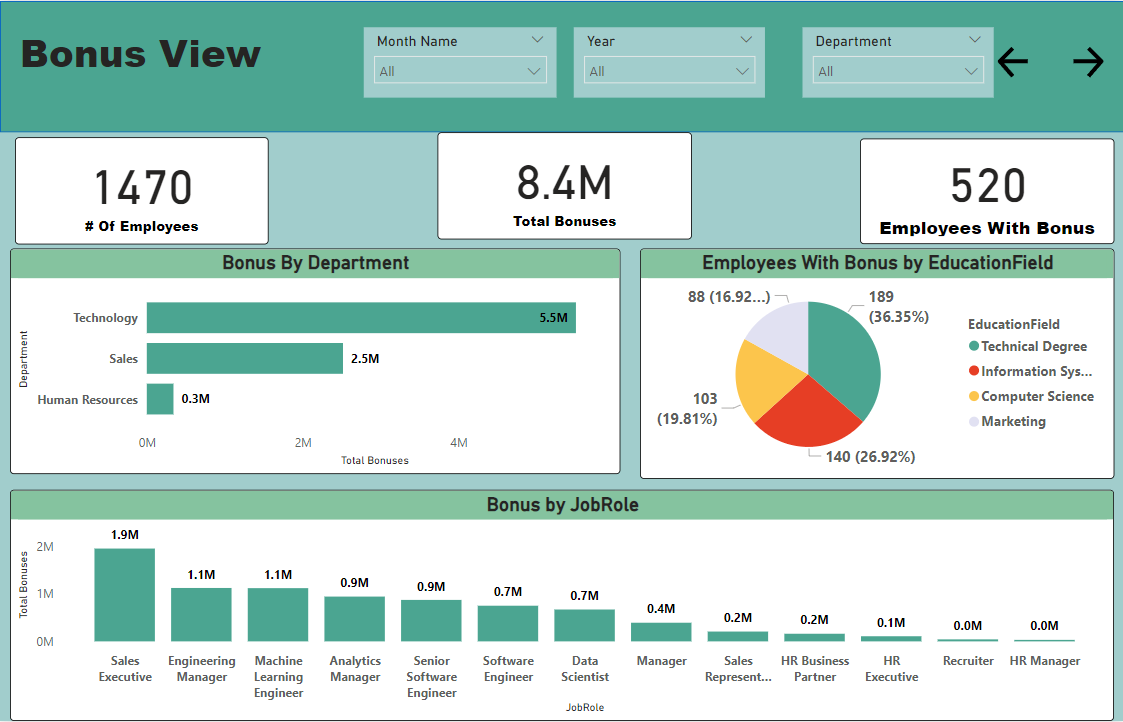 Bonus View
Month Name
All
Year
All
Department
All
1470
# Of Employees
8.4M
Total Bonuses
520
Employees With Bonus
Bonus By Department
Department
Technology
5.5M
Sales
2.5M
Human Resources
0.3M
0M
2M
4M
Total Bonuses
Employees With Bonus by EducationField
88 (16.92...)
189
(36.35%)
103
(19.81%)
140 (26.92%)
EducationField
Technical Degree
Information Sys...
Computer Science
Marketing
Bonus by JobRole
Total Bonuses
2M
1M
0M
1.9M
1.1M
1.1M
0.9M
0.9M
0.7M
0.7M
0.4M
0.2M
0.2M
0.1M
0.0M
0.0M
Sales
Executive
Engineering
Manager
Machine
Learning
Engineer
Analytics
Manager
Senior
Software
Engineer
Software
Engineer
Data
Scientist
Manager
Sales
Represent...
HR Business
Partner
HR
Executive
Recruiter
HR Manager
JobRole